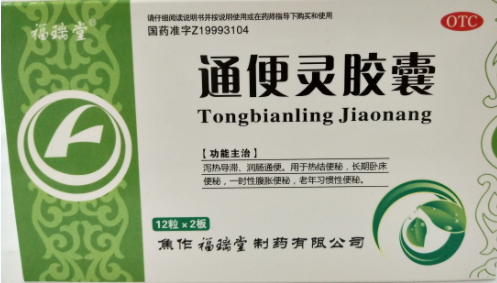 福瑞堂®
请仔细阅读说明书并按说明使用或在药师指导下购买和使用
国药准字Z19993104
OTC
通便灵胶囊
Tongbianling Jiaonang
【功能主治】
泻热导滞、润肠通便。用于热结便秘，长期卧床
便秘，一时性腹胀便秘，老年习惯性便秘。
12粒×2板
焦作福瑞堂制药有限公司